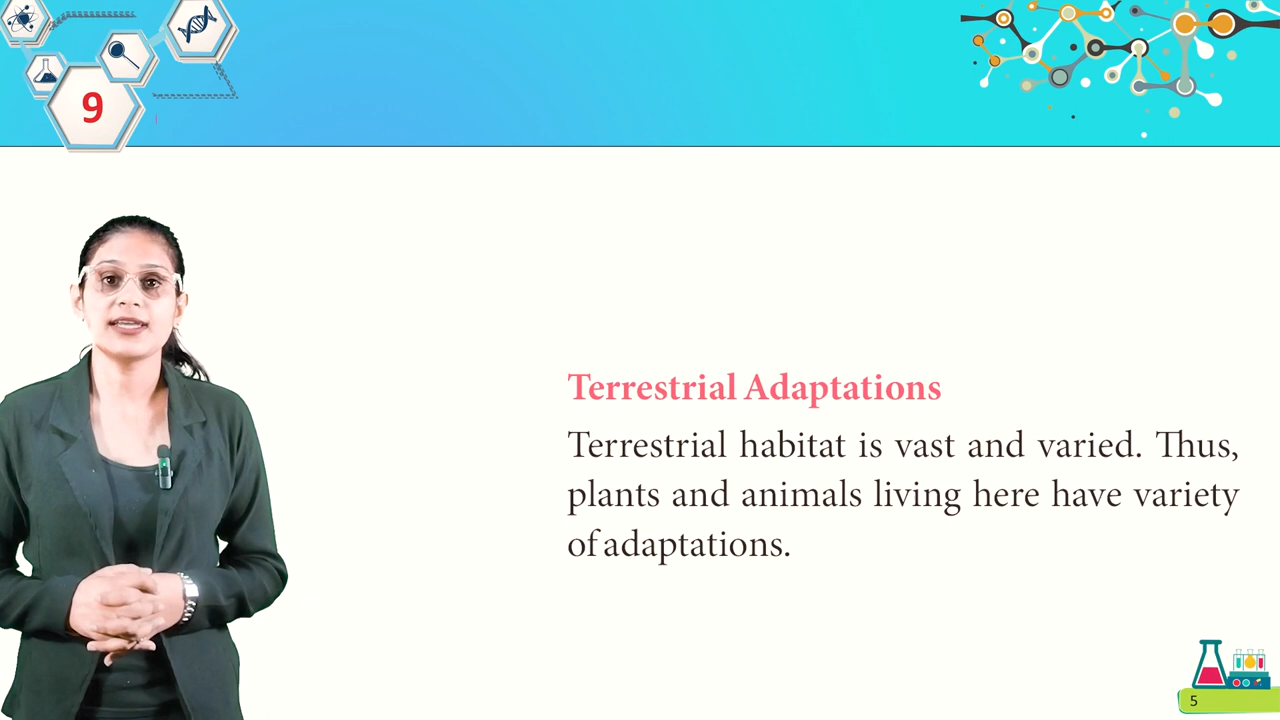 9
Terrestrial Adaptations
Terrestrial habitat is vast and varied. Thus,
plants and animals living here have variety
of adaptations.
5